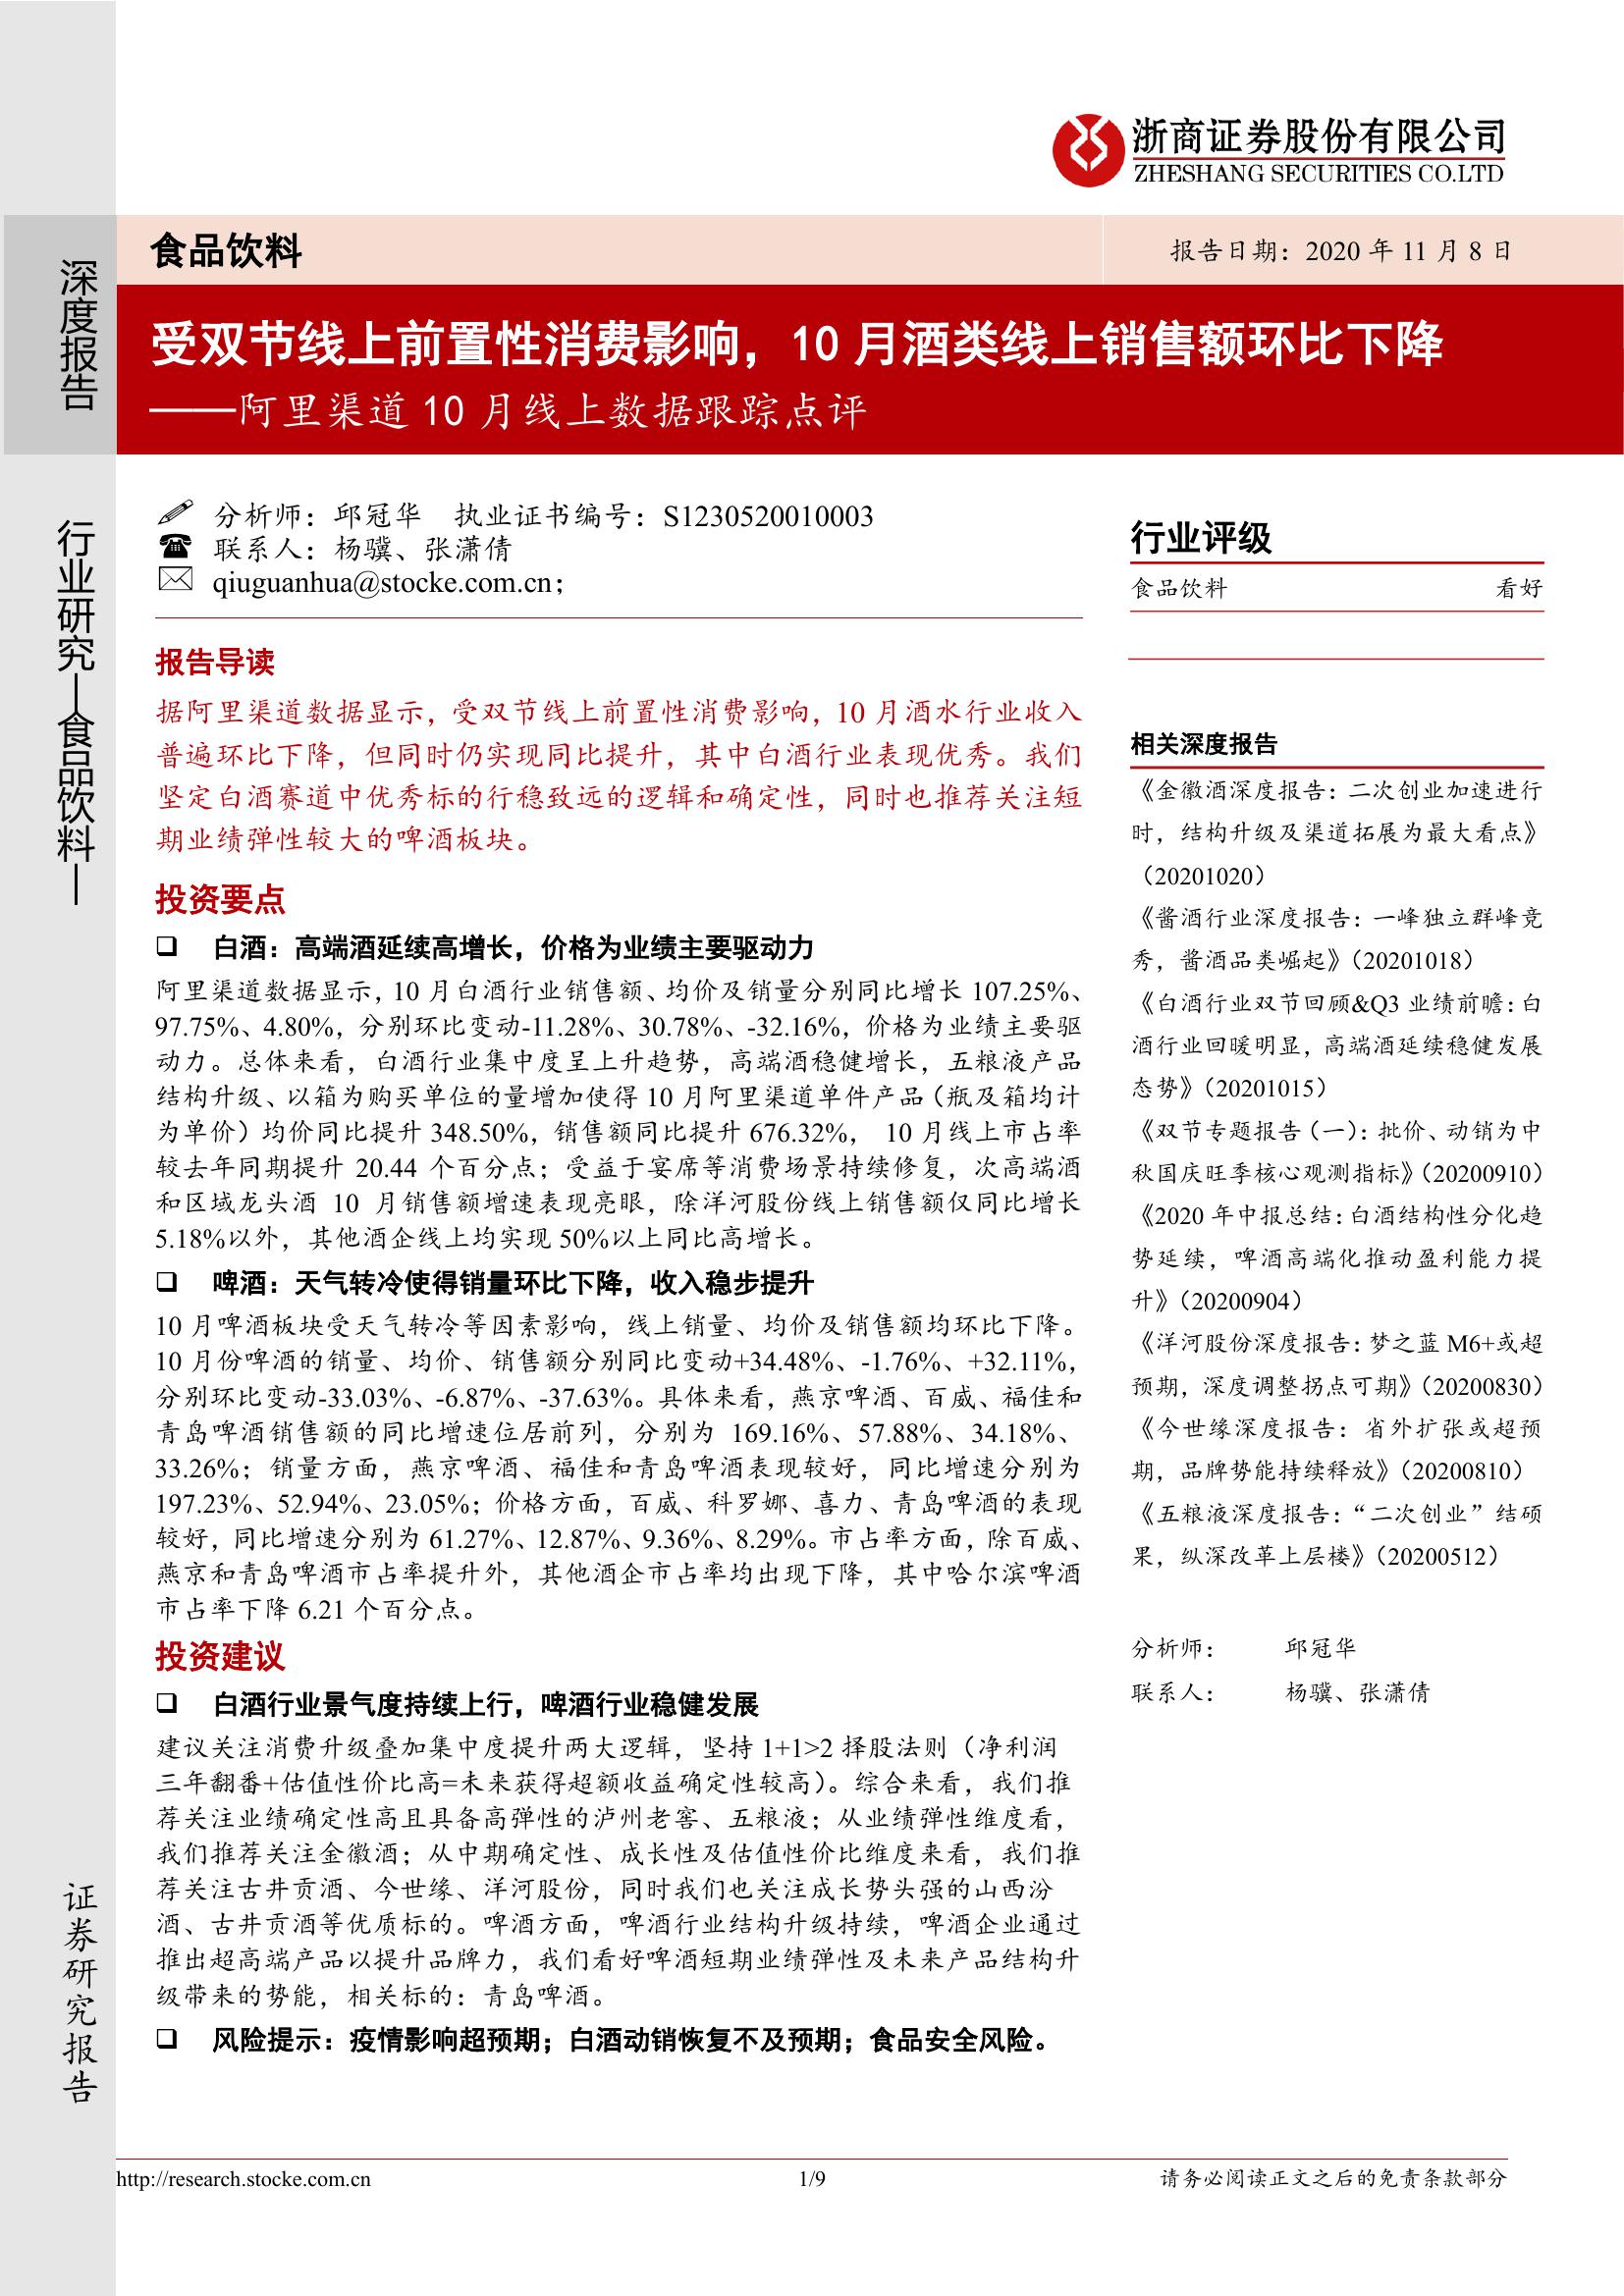 浙商证券股份有限公司
ZHESHANG SECURITIES CO.LTD
深度报告
行业研究—食品饮料—
证券研究报告
食品饮料
报告日期：2020 年 11 月 8 日
受双节线上前置性消费影响，10 月酒类线上销售额环比下降
——阿里渠道 10 月线上数据跟踪点评
分析师：邱冠华 执业证书编号：S1230520010003
联系人：杨骥、张潇倩
qiuguanhua@stocke.com.cn；
报告导读
据阿里渠道数据显示，受双节线上前置性消费影响，10 月酒水行业收入
普遍环比下降，但同时仍实现同比提升，其中白酒行业表现优秀。我们
坚定白酒赛道中优秀标的行稳致远的逻辑和确定性，同时也推荐关注短
期业绩弹性较大的啤酒板块。
投资要点
❑ 白酒：高端酒延续高增长，价格为业绩主要驱动力
阿里渠道数据显示，10 月白酒行业销售额、均价及销量分别同比增长 107.25%、
97.75%、4.80%，分别环比变动-11.28%、30.78%、-32.16%，价格为业绩主要驱
动力。总体来看，白酒行业集中度呈上升趋势，高端酒稳健增长，五粮液产品
结构升级、以箱为购买单位的量增加使得 10 月阿里渠道单件产品（瓶及箱均计
为单价）均价同比提升 348.50%，销售额同比提升 676.32%， 10 月线上市占率
较去年同期提升 20.44 个百分点；受益于宴席等消费场景持续修复，次高端酒
和区域龙头酒 10 月销售额增速表现亮眼，除洋河股份线上销售额仅同比增长
5.18%以外，其他酒企线上均实现 50%以上同比高增长。
❑ 啤酒：天气转冷使得销量环比下降，收入稳步提升
10 月啤酒板块受天气转冷等因素影响，线上销量、均价及销售额均环比下降。
10 月份啤酒的销量、均价、销售额分别同比变动+34.48%、-1.76%、+32.11%，
分别环比变动-33.03%、-6.87%、-37.63%。具体来看，燕京啤酒、百威、福佳和
青岛啤酒销售额的同比增速位居前列，分别为 169.16%、57.88%、34.18%、
33.26%；销量方面，燕京啤酒、福佳和青岛啤酒表现较好，同比增速分别为
197.23%、52.94%、23.05%；价格方面，百威、科罗娜、喜力、青岛啤酒的表现
较好，同比增速分别为 61.27%、12.87%、9.36%、8.29%。市占率方面，除百威、
燕京和青岛啤酒市占率提升外，其他酒企市占率均出现下降，其中哈尔滨啤酒
市占率下降 6.21 个百分点。
投资建议
❑ 白酒行业景气度持续上行，啤酒行业稳健发展
建议关注消费升级叠加集中度提升两大逻辑，坚持 1+1>2 择股法则（净利润
三年翻番+估值性价比高=未来获得超额收益确定性较高）。综合来看，我们推
荐关注业绩确定性高且具备高弹性的泸州老窖、五粮液；从业绩弹性维度看，
我们推荐关注金徽酒；从中期确定性、成长性及估值性价比维度来看，我们推
荐关注古井贡酒、今世缘、洋河股份，同时我们也关注成长势头强的山西汾
酒、古井贡酒等优质标的。啤酒方面，啤酒行业结构升级持续，啤酒企业通过
推出超高端产品以提升品牌力，我们看好啤酒短期业绩弹性及未来产品结构升
级带来的势能，相关标的：青岛啤酒。
❑ 风险提示：疫情影响超预期；白酒动销恢复不及预期；食品安全风险。
行业评级
食品饮料 看好
相关深度报告
《金徽酒深度报告：二次创业加速进行
时，结构升级及渠道拓展为最大看点》
（20201020）
《酱酒行业深度报告：一峰独立群峰竞
秀，酱酒品类崛起》（20201018）
《白酒行业双节回顾&Q3 业绩前瞻：白
酒行业回暖明显，高端酒延续稳健发展
态势》（20201015）
《双节专题报告（一）：批价、动销为中
秋国庆旺季核心观测指标》（20200910）
《2020 年中报总结：白酒结构性分化趋
势延续，啤酒高端化推动盈利能力提
升》（20200904）
《洋河股份深度报告：梦之蓝 M6+或超
预期，深度调整拐点可期》（20200830）
《今世缘深度报告：省外扩张或超预
期，品牌势能持续释放》（20200810）
《五粮液深度报告：“二次创业”结硕
果，纵深改革上层楼》（20200512）
分析师： 邱冠华
联系人： 杨骥、张潇倩
http://research.stocke.com.cn
1/9
请务必阅读正文之后的免责条款部分